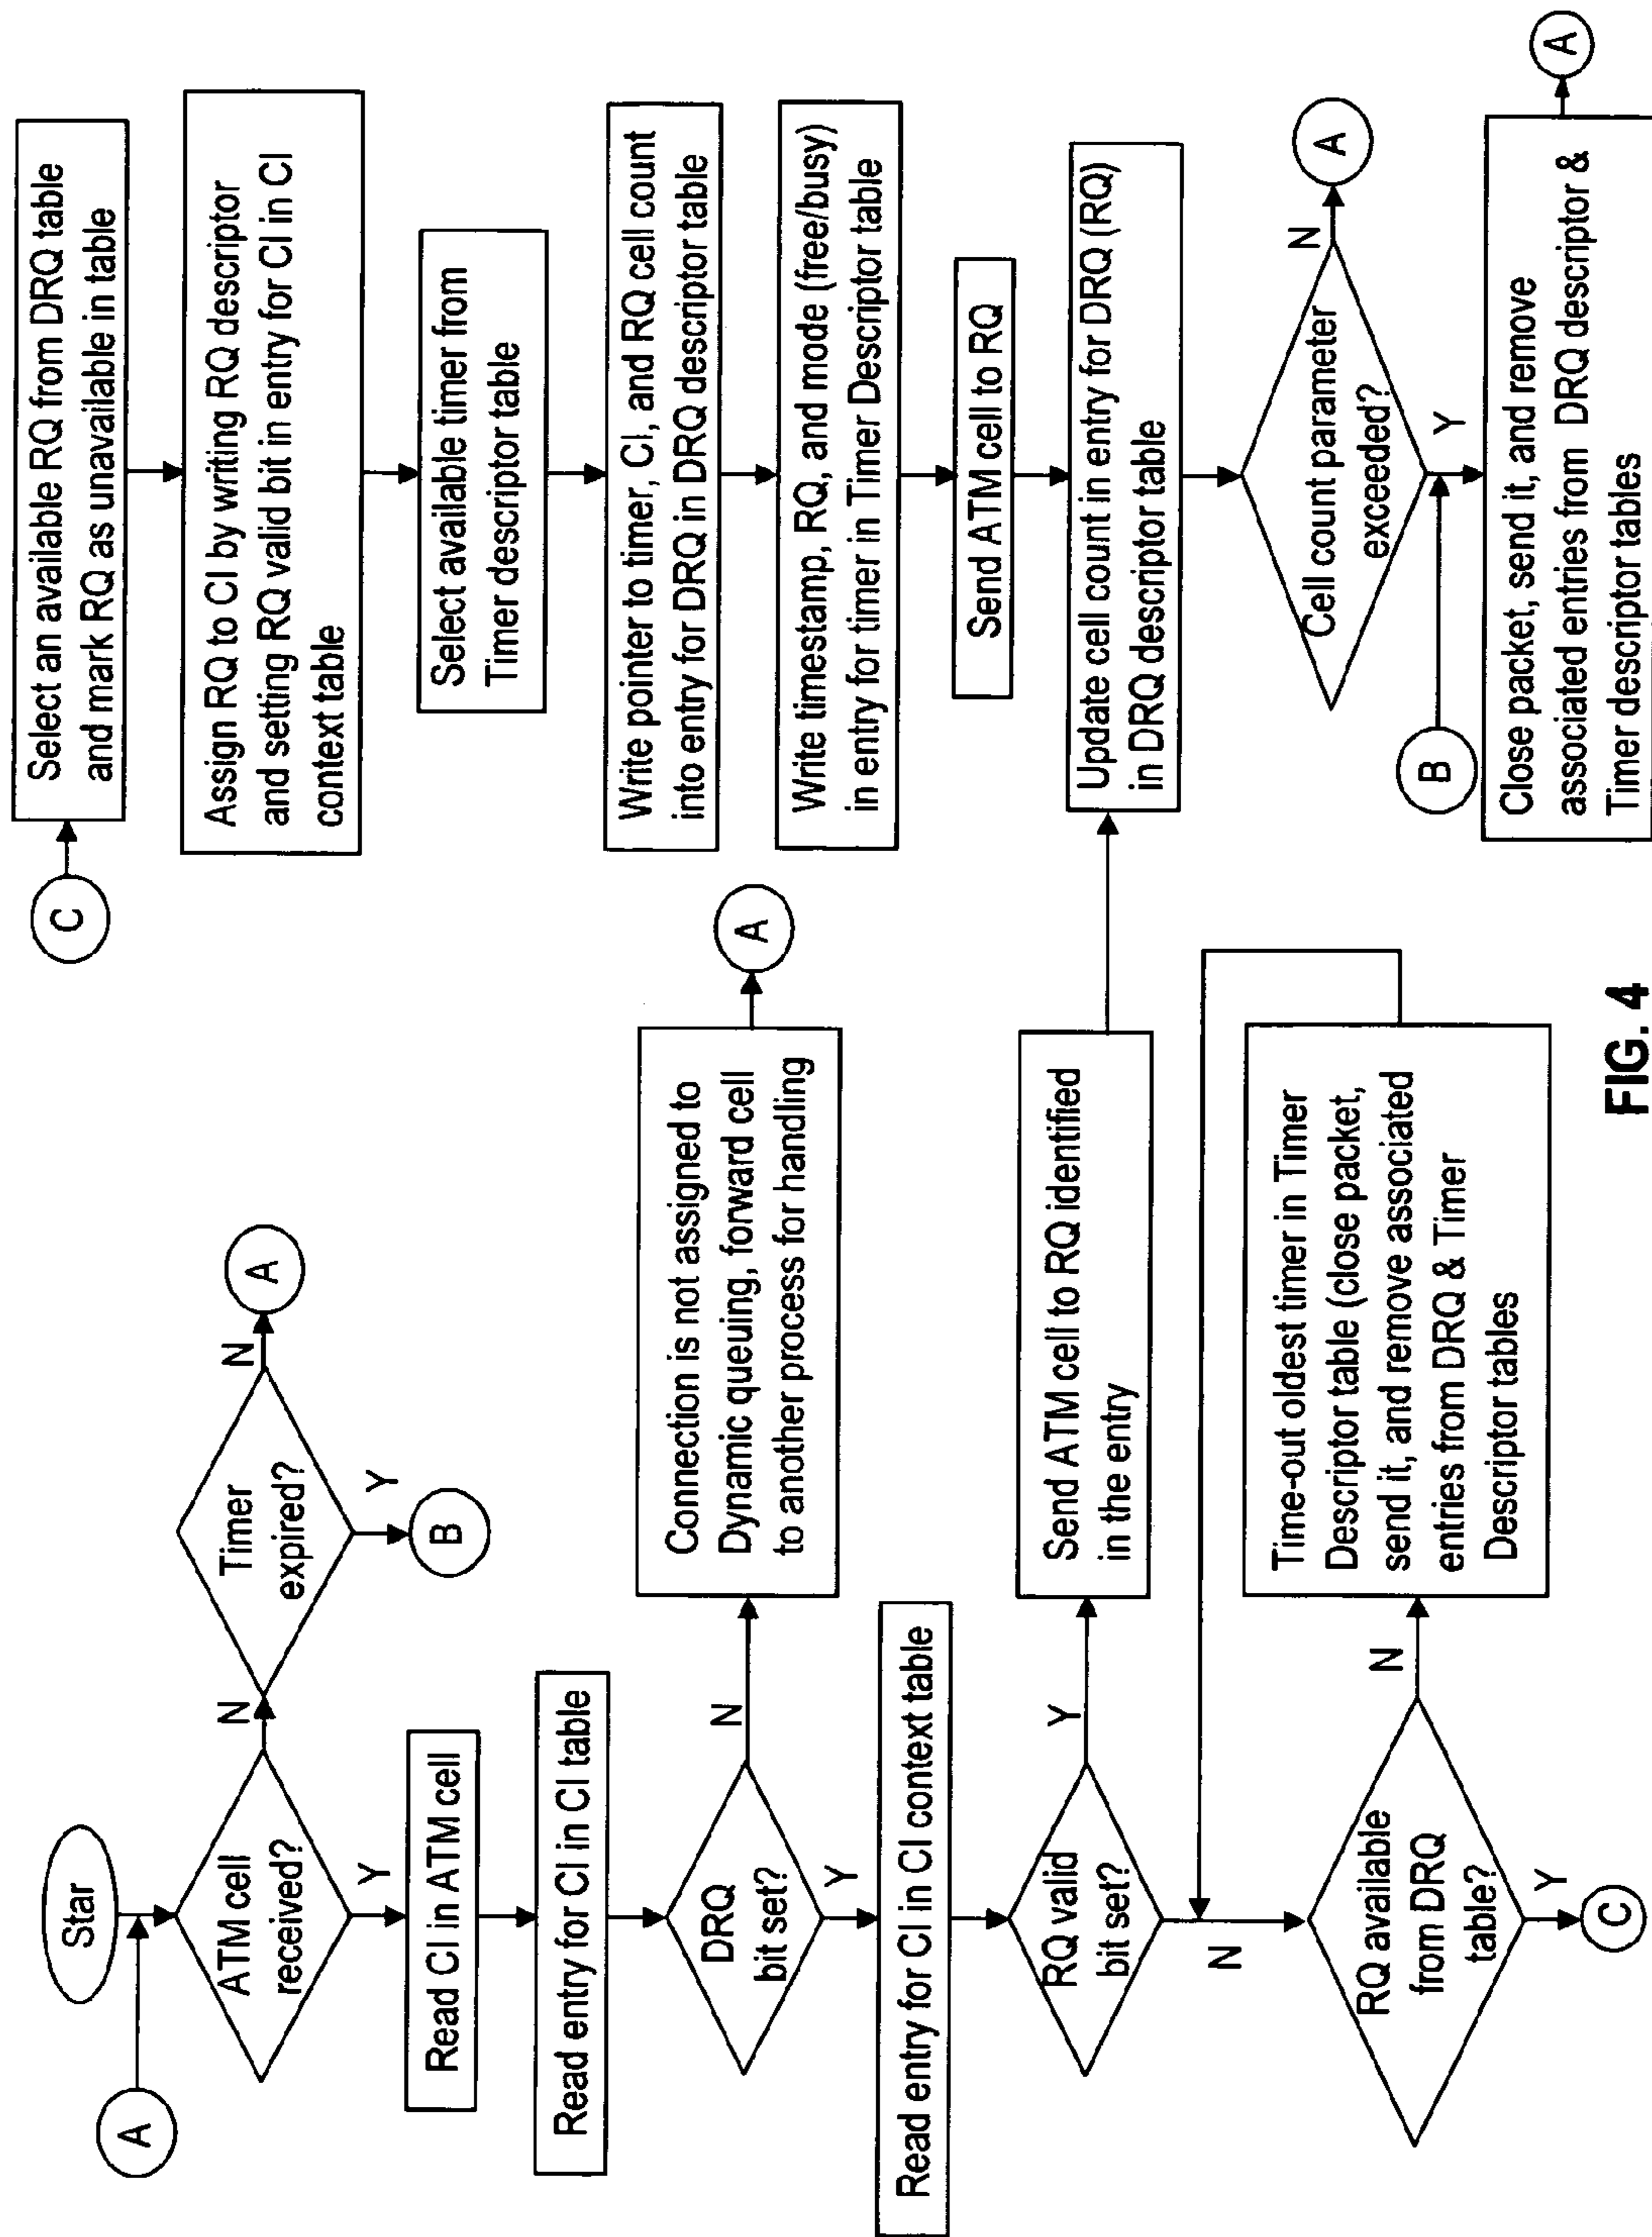 Star
A
ATM cell
received?
N
Timer
expired?
N
A
Y
B
Y
Read CI in ATM cell
Read entry for CI in CI table
DRQ
bit set?
N
Connection is not assigned to
Dynamic queuing, forward cell
to another process for handling
A
Y
Read entry for CI in CI context table
RQ valid
bit set?
Y
Send ATM cell to RQ identified
in the entry
N
RQ available
from DRQ
table?
N
Time-out oldest timer in Timer
Descriptor table (close packet,
send it, and remove associated
entries from DRQ & Timer
Descriptor tables
Y
C
C
Select an available RQ from DRQ table
and mark RQ as unavailable in table
Assign RQ to CI by writing RQ descriptor
and setting RQ valid bit in entry for CI in CI
context table
Select available timer from
Timer descriptor table
Write pointer to timer, CI, and RQ cell count
into entry for DRQ in DRQ descriptor table
Write timestamp, RQ, and mode (free/busy)
in entry for timer in Timer Descriptor table
Send ATM cell to RQ
Update cell count in entry for DRQ (RQ)
in DRQ descriptor table
Cell count parameter
exceeded?
N
A
Y
B
Close packet, send it, and remove
associated entries from DRQ descriptor &
Timer descriptor tables
A
FIG. 4